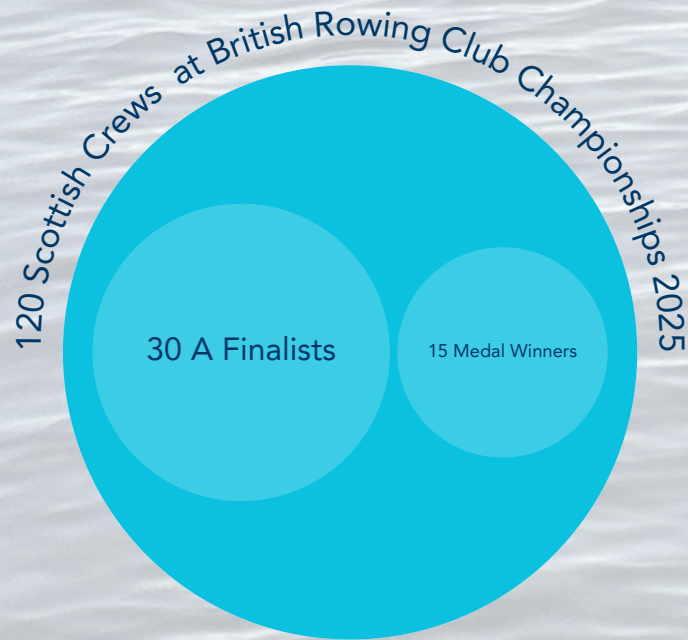 120 Scottish Crews at British Rowing Club Championships 2025
30 A Finalists
15 Medal Winners